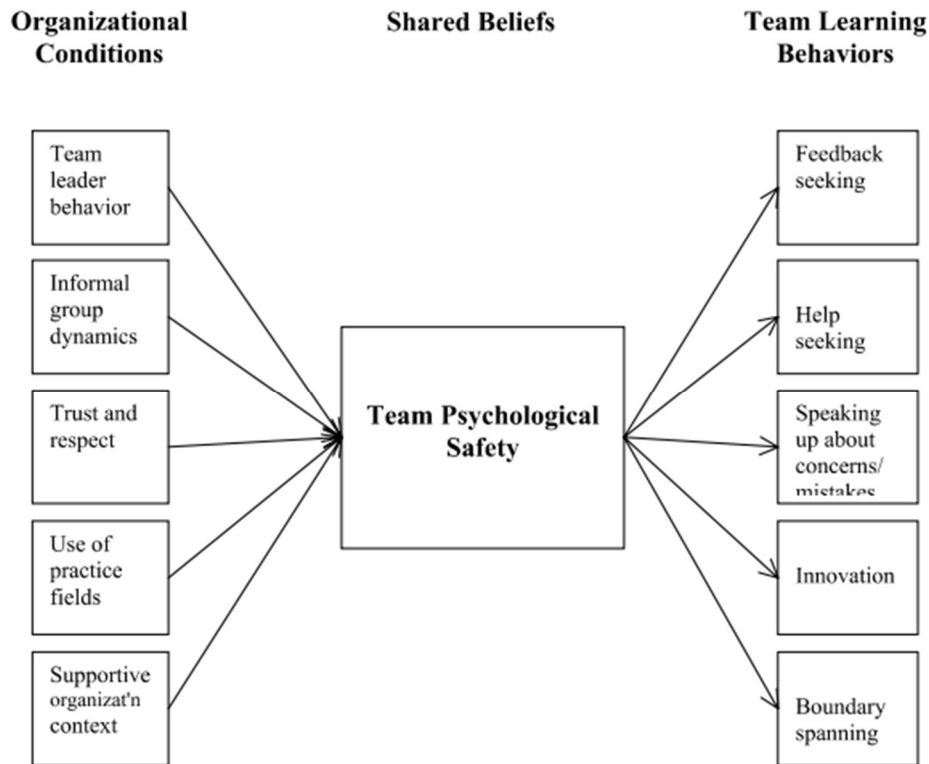 Organizational
Conditions
Shared Beliefs
Team Learning
Behaviors
Team
leader
behavior
Informal
group
dynamics
Trust and
respect
Use of
practice
fields
Supportive
organizat'n
context
Team Psychological
Safety
Feedback
seeking
Help
seeking
Speaking
up about
concerns/
mistakes
Innovation
Boundary
spanning